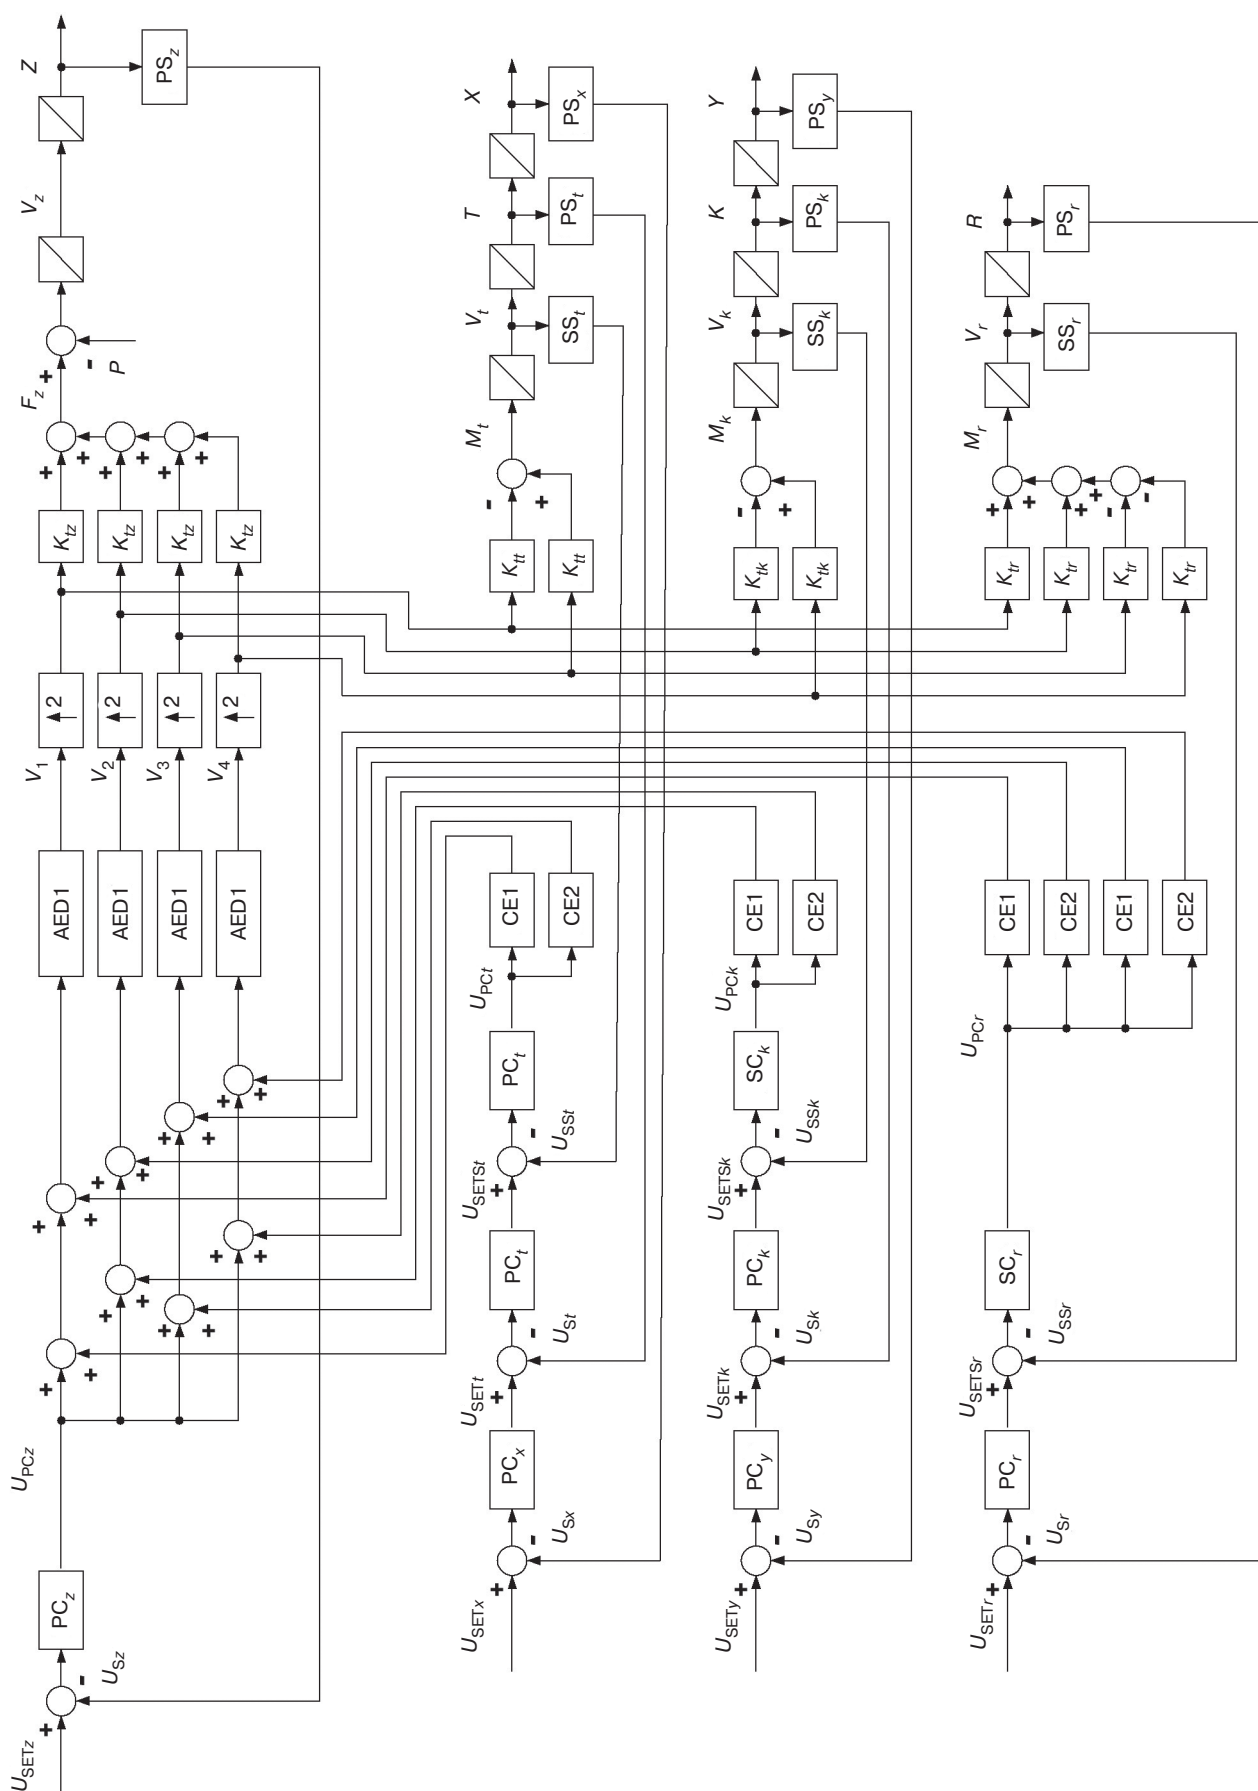 U_SETz
+
-
U_Sz
PC_z
U_PCz
+
+
+
+
AED1
V_1
↑2
K_tz
+
+
F_z
+
-
P
V_z
Z
PS_z
+
+
+
+
AED1
V_2
↑2
K_tz
+
+
+
+
+
+
AED1
V_3
↑2
K_tz
+
+
+
+
+
+
AED1
V_4
↑2
K_tz
U_SETx
+
-
U_Sx
PC_x
U_SETt
+
-
U_St
PC_t
U_SETSt
+
-
U_SSt
PC_t
U_PCt
CE1
CE2
K_tt
K_tt
-
+
M_t
V_t
SS_t
T
PS_t
X
PS_x
U_SETy
+
-
U_Sy
PC_y
U_SETk
+
-
U_Sk
PC_k
U_SETSk
+
-
U_SSk
SC_k
U_PCk
CE1
CE2
K_tk
K_tk
-
+
M_k
V_k
SS_k
K
PS_k
Y
PS_y
U_SETr
+
-
U_Sr
PC_r
U_SETSr
+
-
U_SSr
SC_r
U_PCr
CE1
CE2
CE1
CE2
K_tr
K_tr
K_tr
K_tr
+
+
+
+
-
-
M_r
V_r
SS_r
R
PS_r